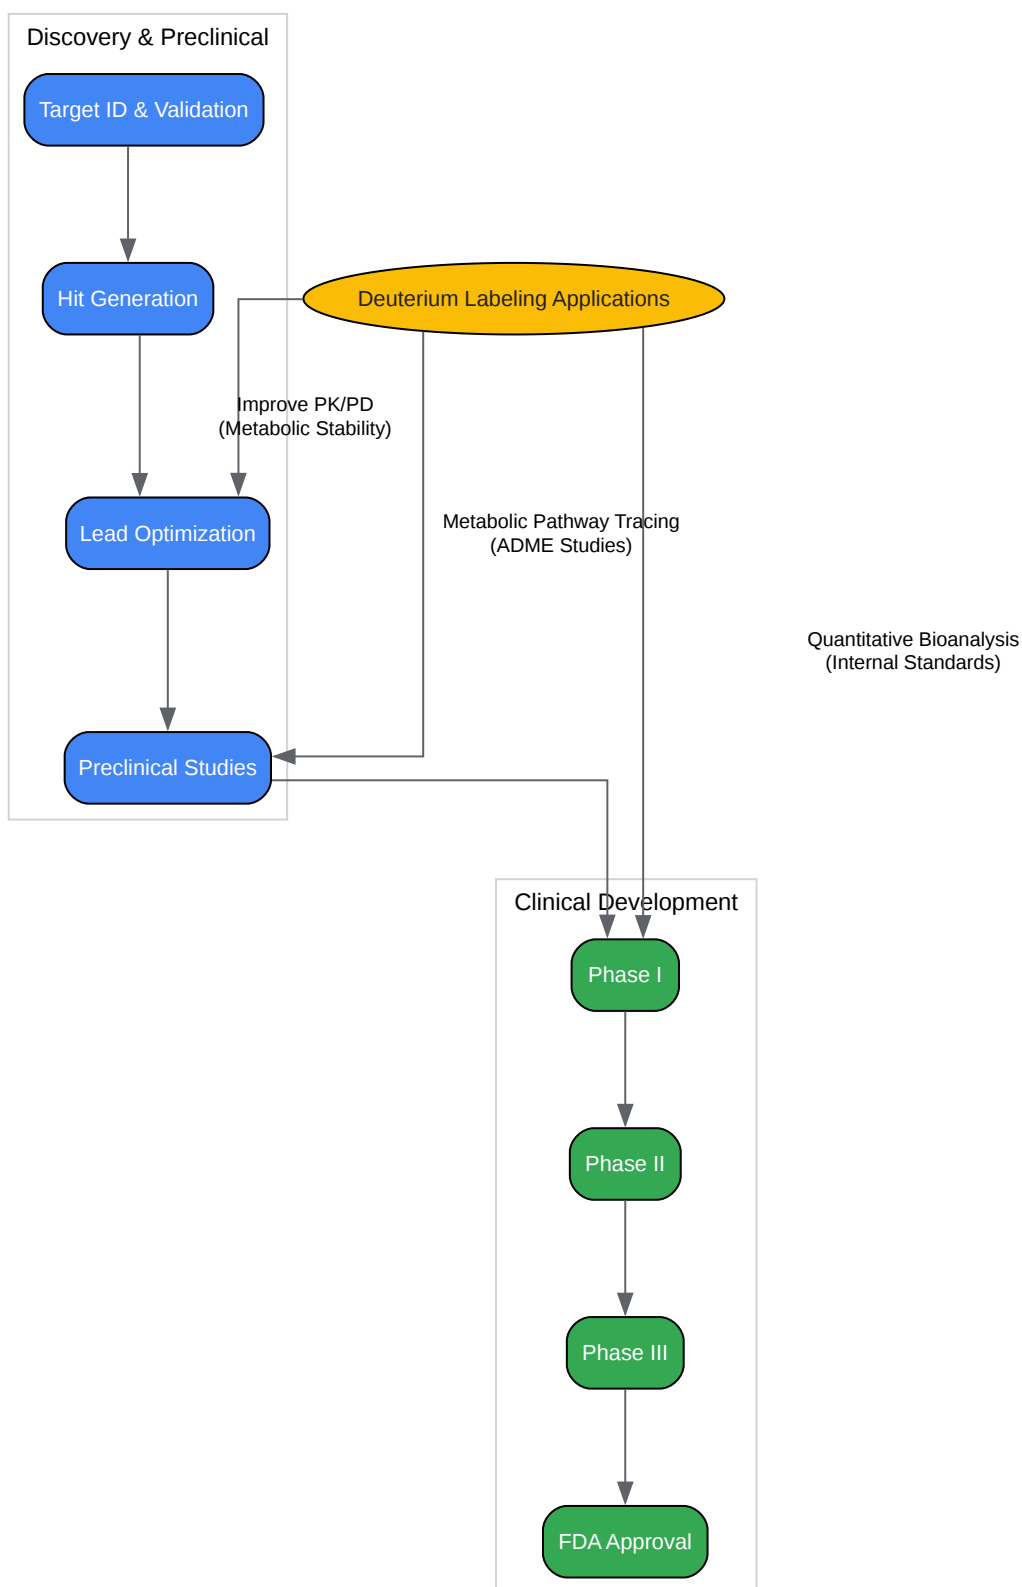 Discovery & Preclinical
Target ID & Validation
Hit Generation
Deuterium Labeling Applications
Improve PK/PD
(Metabolic Stability)
Metabolic Pathway Tracing
(ADME Studies)
Lead Optimization
Quantitative Bioanalysis
(Internal Standards)
Preclinical Studies
Clinical Development
Phase I
Phase II
Phase III
FDA Approval